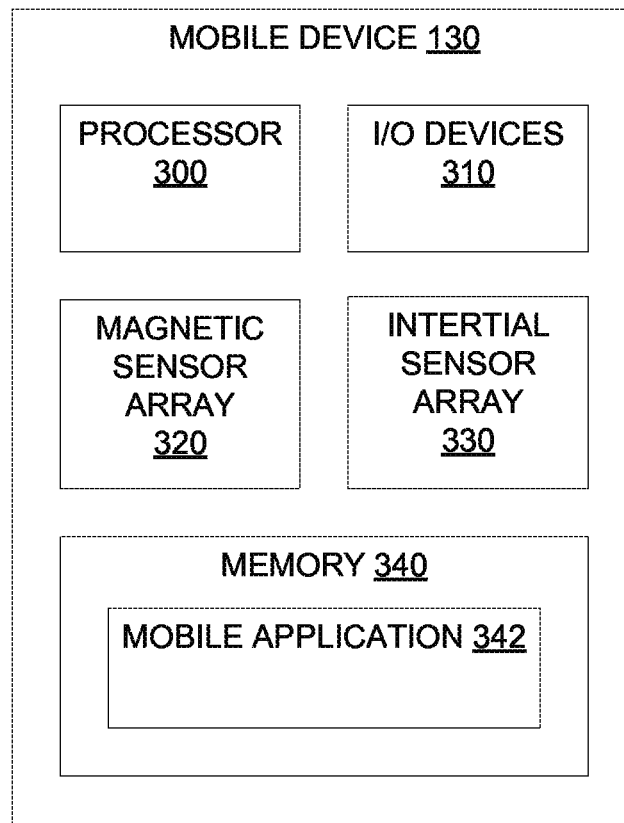 MOBILE DEVICE 130
PROCESSOR
300
I/O DEVICES
310
MAGNETIC
SENSOR
ARRAY
320
INTERTIAL
SENSOR
ARRAY
330
MEMORY 340
MOBILE APPLICATION 342